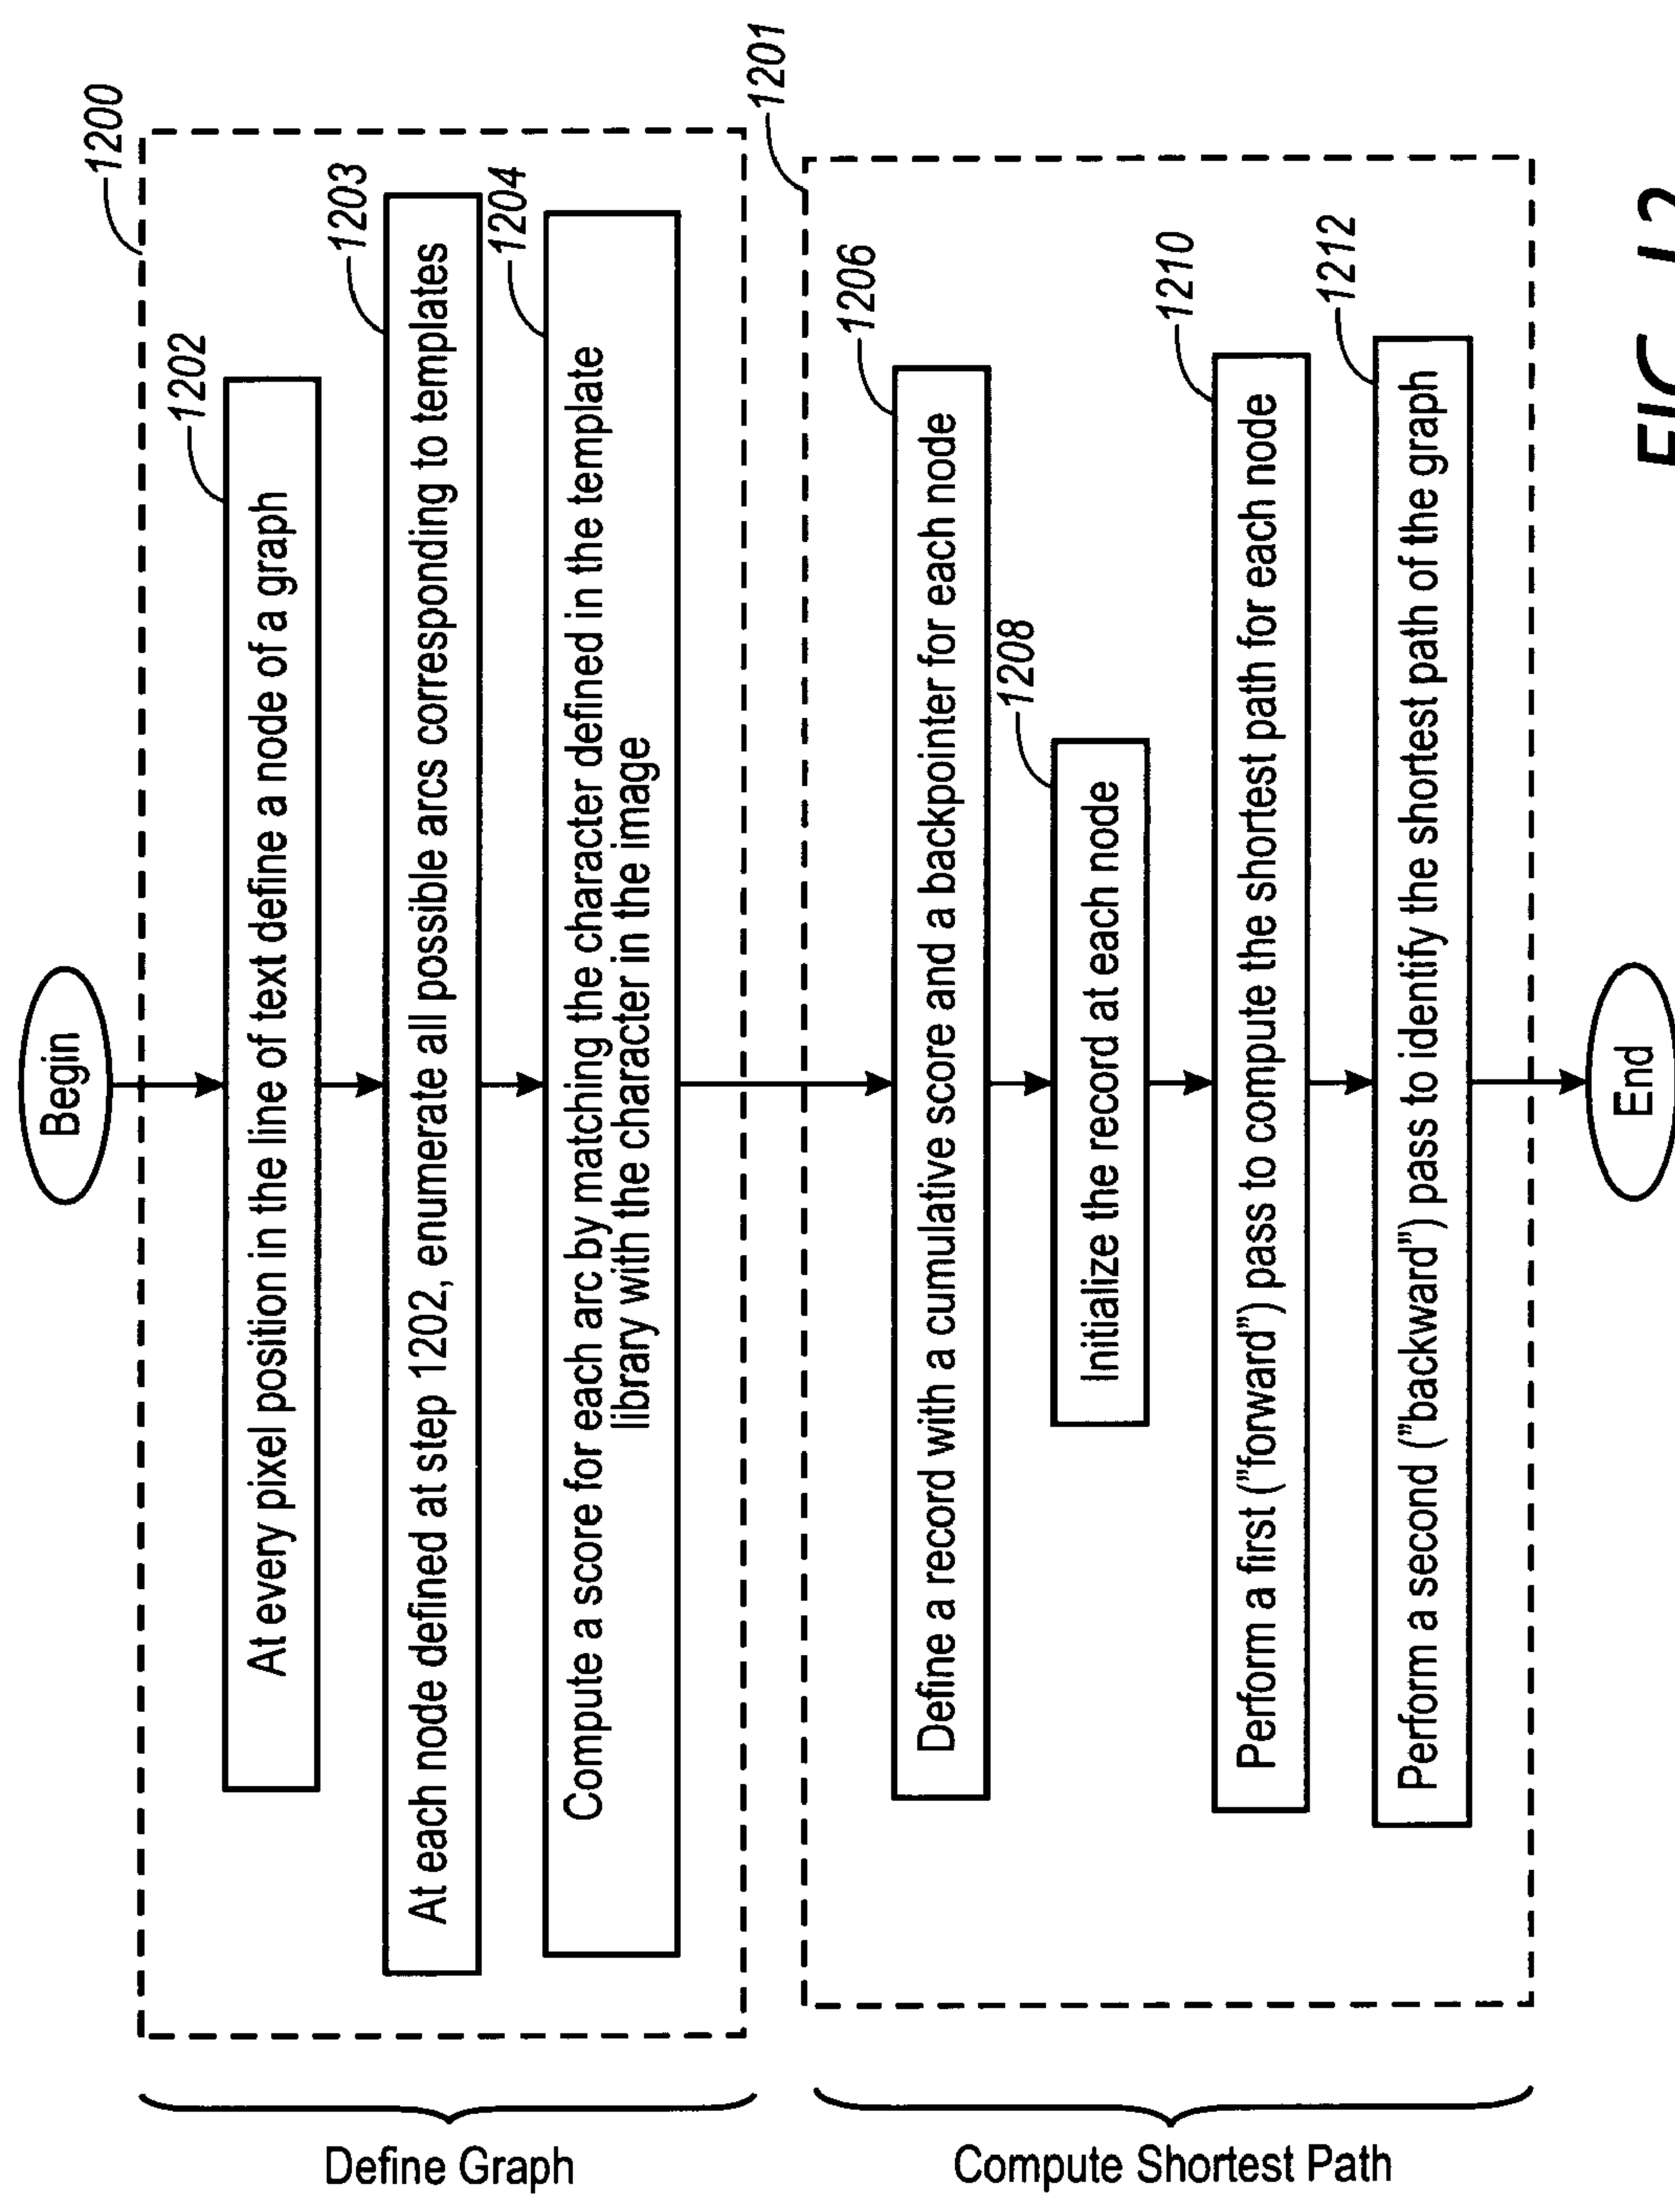 Begin
1200
1202
At every pixel position in the line of text define a node of a graph
1203
At each node defined at step 1202, enumerate all possible arcs corresponding to templates
1204
Compute a score for each arc by matching the character defined in the template
library with the character in the image
Define Graph
1201
1206
Define a record with a cumulative score and a backpointer for each node
1208
Initialize the record at each node
1210
Perform a first ("forward") pass to compute the shortest path for each node
1212
Perform a second ("backward") pass to identify the shortest path of the graph
Compute Shortest Path
End
FIG. 12